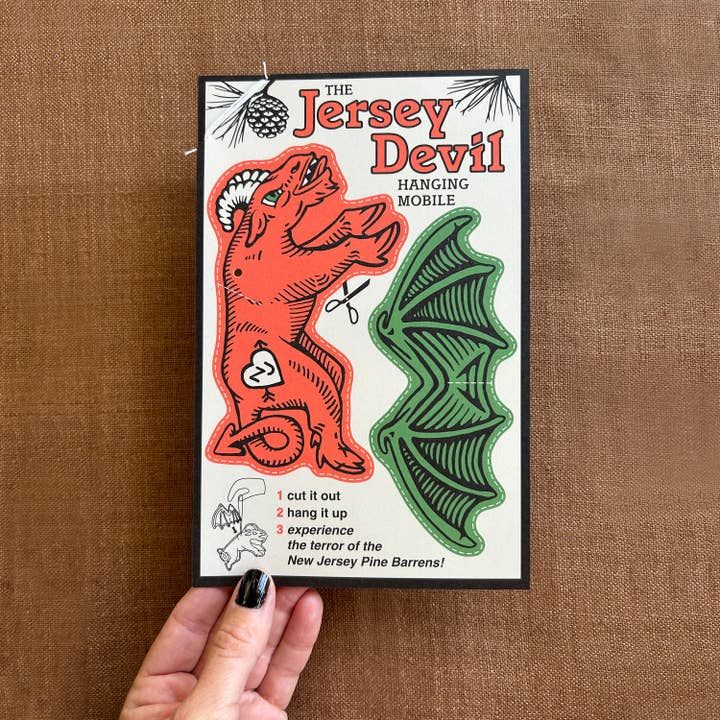 THE
Jersey
Devil
HANGING
MOBILE
NJ
1 cut it out
2 hang it up
3 experience
the terror of the
New Jersey Pine Barrens!